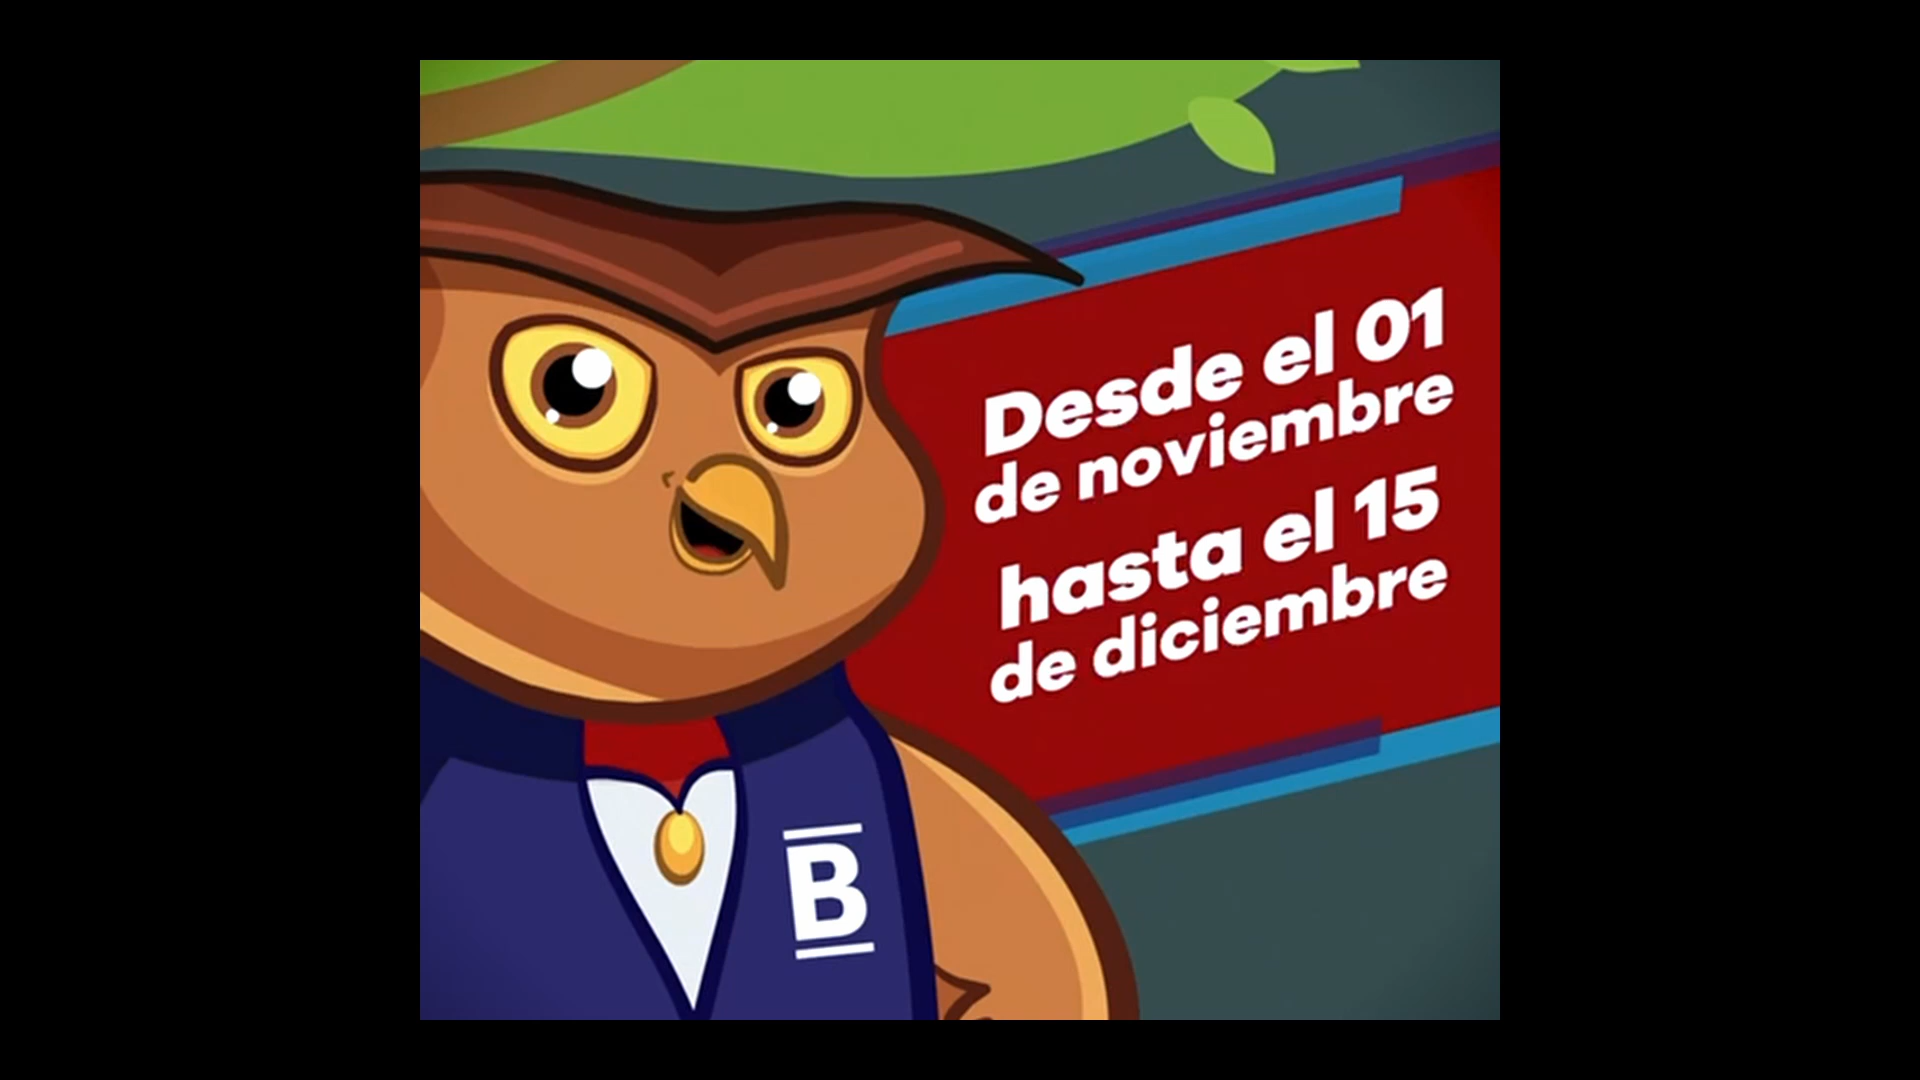 Desde el 01
de noviembre
hasta el 15
de diciembre
B